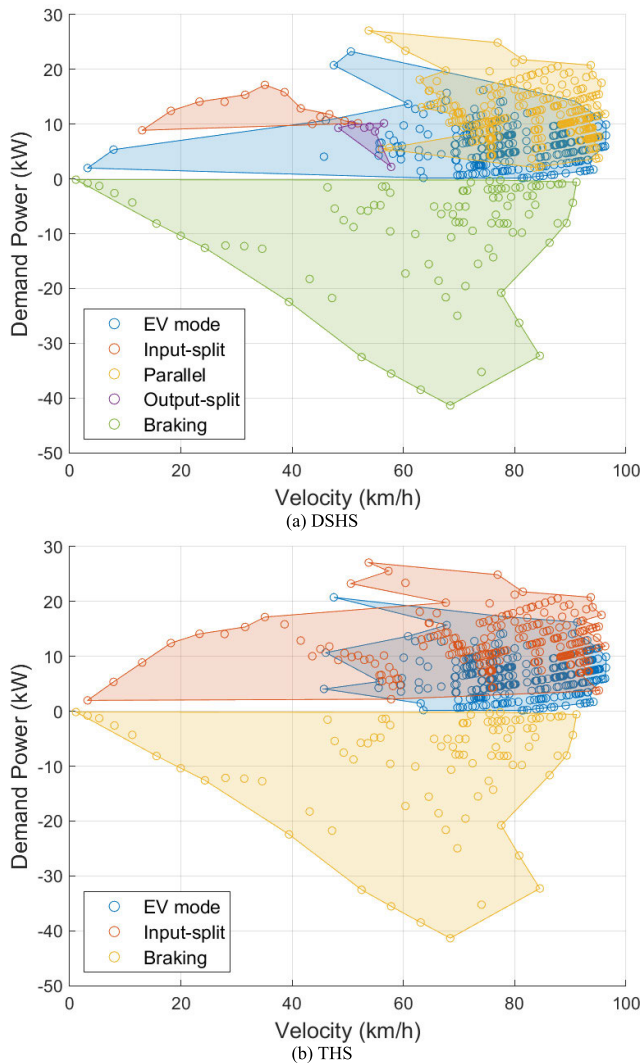 30
20
10
0
-10
-20
-30
-40
-50
Demand Power (kW)
EV mode
Input-split
Parallel
Output-split
Braking
0 20 40 60 80 100
Velocity (km/h)
(a) DSHS
30
20
10
0
-10
-20
-30
-40
-50
Demand Power (kW)
EV mode
Input-split
Braking
0 20 40 60 80 100
Velocity (km/h)
(b) THS